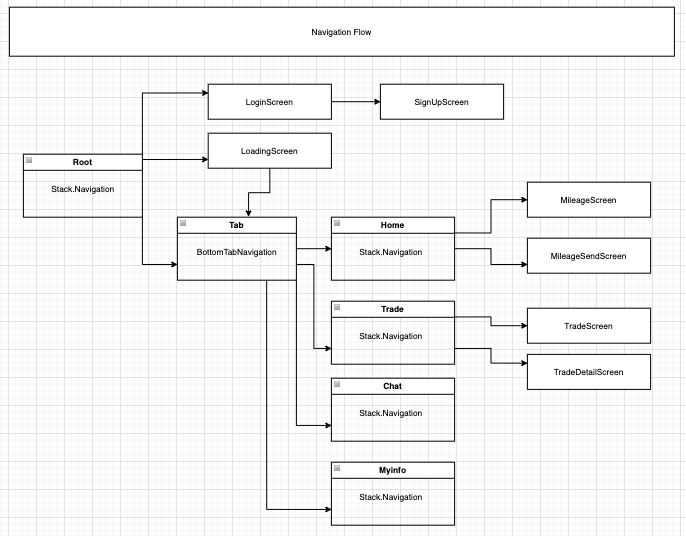 Navigation Flow
LoginScreen
SignUpScreen
LoadingScreen
Root
Stack.Navigation
MileageScreen
Tab
BottomTabNavigation
Home
Stack.Navigation
MileageSendScreen
Trade
Stack.Navigation
TradeScreen
TradeDetailScreen
Chat
Stack.Navigation
Myinfo
Stack.Navigation